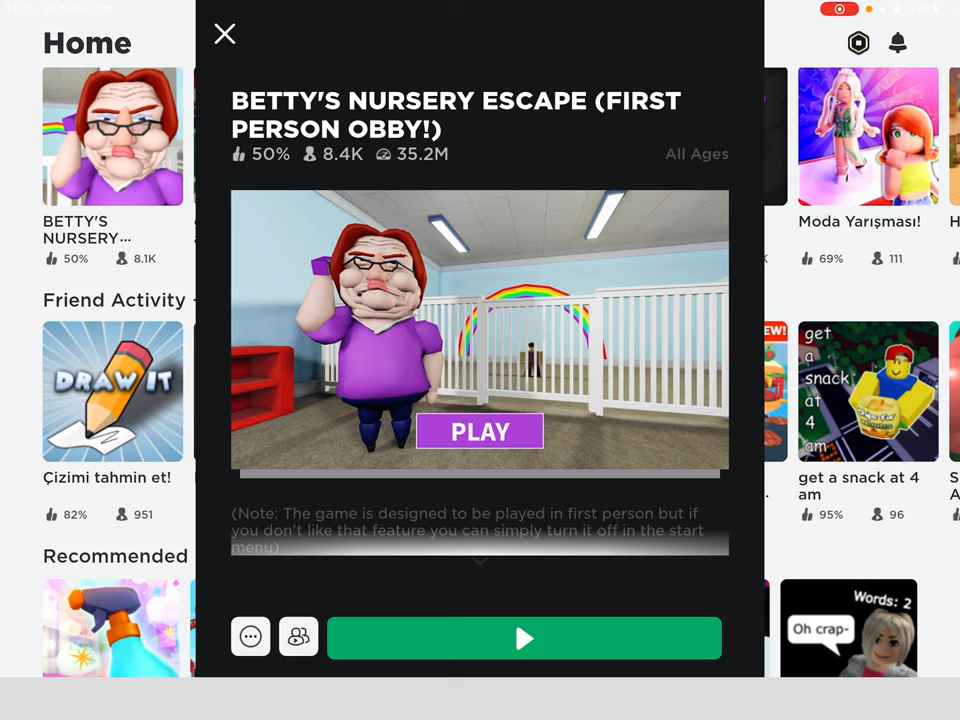 Home
BETTY'S
NURSERY...
50% 8.1K
Friend Activity
DRAW IT
Çizimi tahmin et!
82% 951
Recommended
BETTY'S NURSERY ESCAPE (FIRST
PERSON OBBY!)
50% 8.4K 35.2M
All Ages
PLAY
(Note: The game is designed to be played in first person but if
you don't like that feature you can simply turn it off in the start
menu)
Moda Yarışması!
69% 111
get
a
snack
at
4
am
get a snack at 4
am
95% 96
Words: 2
Oh crap-